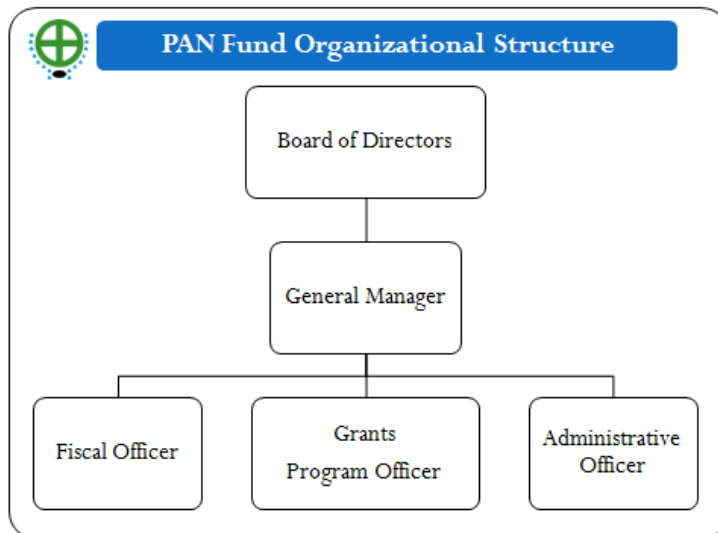 PAN Fund Organizational Structure
Board of Directors
General Manager
Fiscal Officer
Grants
Program Officer
Administrative
Officer